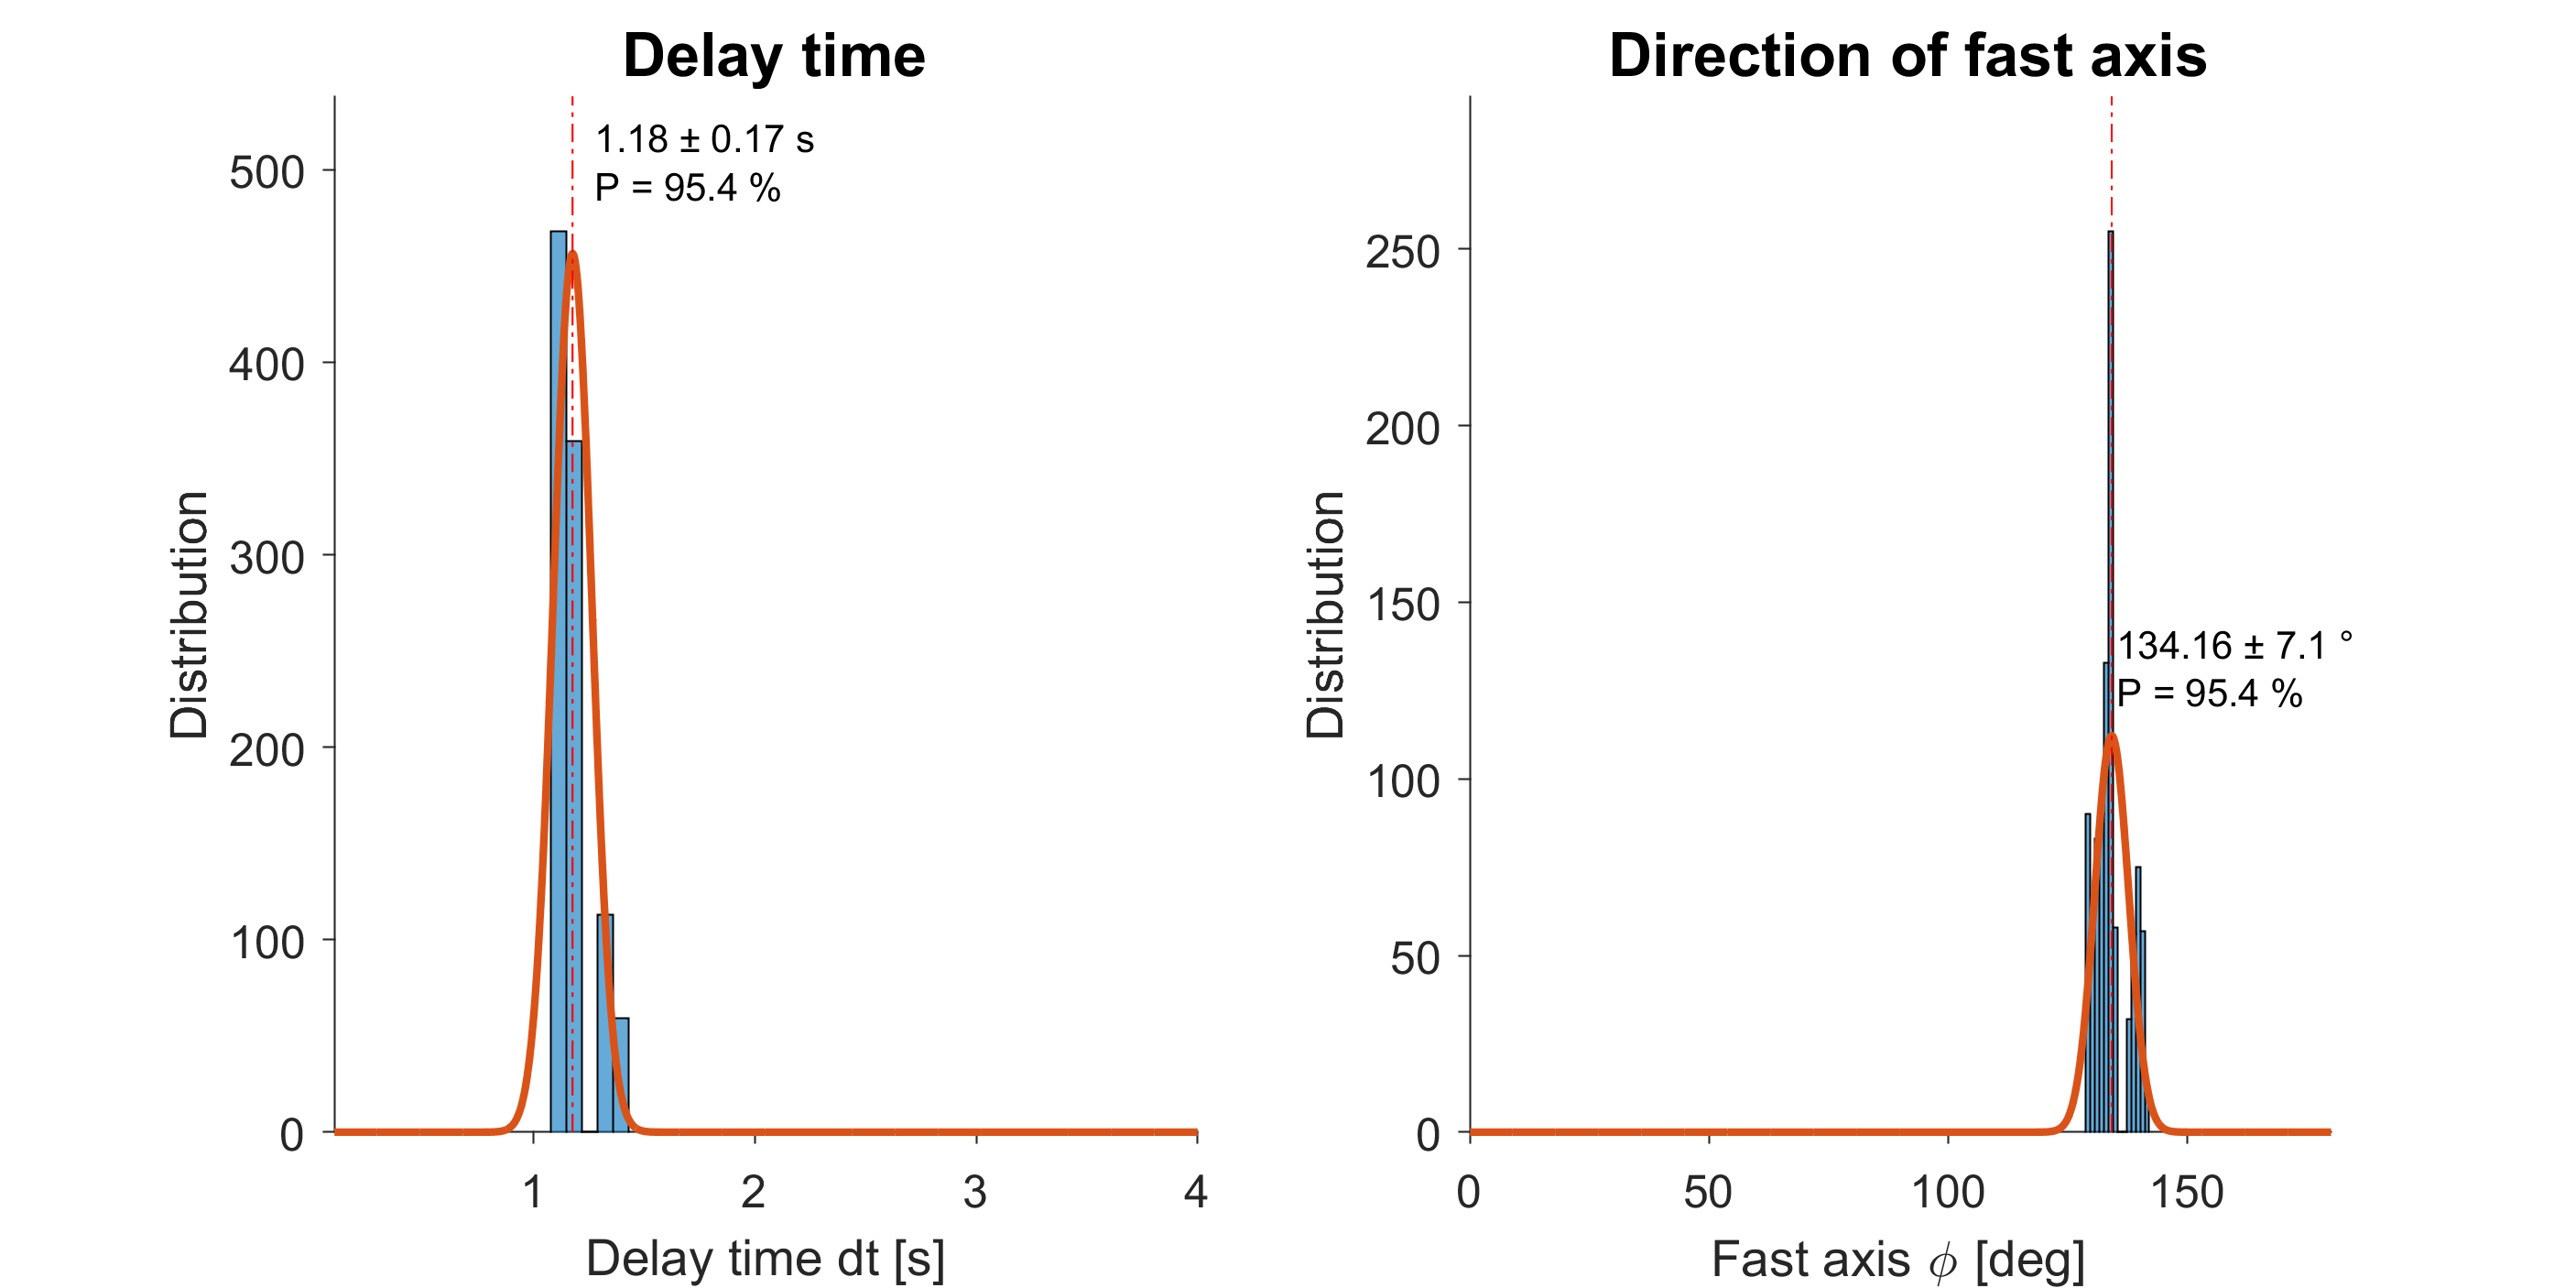 Delay time
1.18 ± 0.17 s
P = 95.4 %
500
400
300
200
100
0
Distribution
1 2 3 4
Delay time dt [s]
Direction of fast axis
134.16 ± 7.1 °
P = 95.4 %
250
200
150
100
50
0
Distribution
0 50 100 150
Fast axis ϕ [deg]